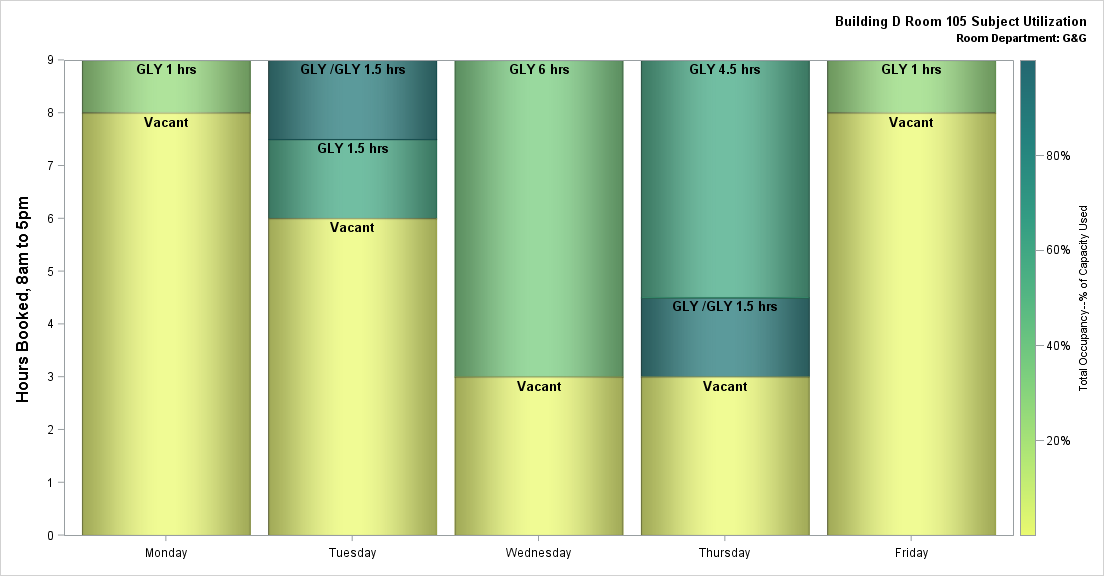 Building D Room 105 Subject Utilization
Room Department: G&G
Hours Booked, 8am to 5pm
9
8
7
6
5
4
3
2
1
0
GLY 1 hrs
Vacant
GLY /GLY 1.5 hrs
GLY 1.5 hrs
Vacant
GLY 6 hrs
Vacant
GLY 4.5 hrs
GLY /GLY 1.5 hrs
Vacant
GLY 1 hrs
Vacant
Monday
Tuesday
Wednesday
Thursday
Friday
80%
60%
40%
20%
Total Occupancy--% of Capacity Used